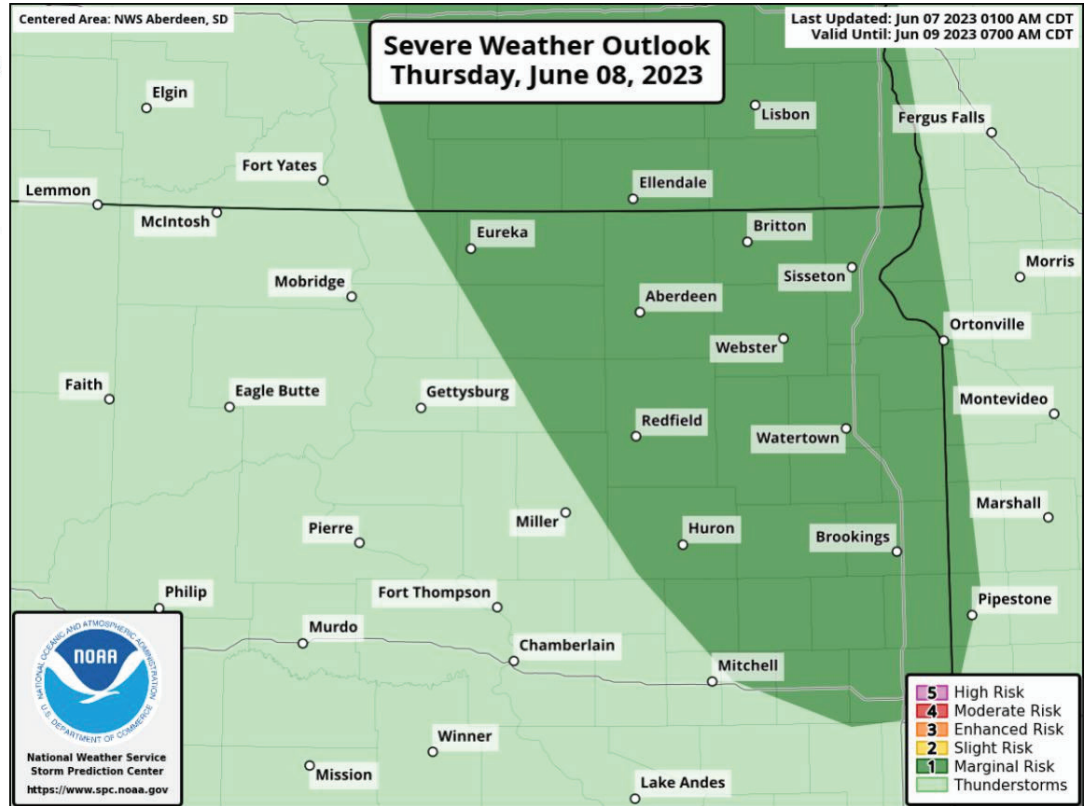 Centered Area: NWS Aberdeen, SD
Last Updated: Jun 07 2023 0100 AM CDT
Valid Until: Jun 09 2023 0700 AM CDT
Severe Weather Outlook
Thursday, June 08, 2023
Elgin
Lisbon
Fergus Falls
Fort Yates
Ellendale
Lemmon
McIntosh
Eureka
Britton
Sisseton
Morris
Mobridge
Aberdeen
Ortonville
Webster
Faith
Eagle Butte
Gettysburg
Montevideo
Redfield
Watertown
Marshall
Miller
Pierre
Huron
Brookings
Philip
Fort Thompson
Pipestone
Murdo
Chamberlain
Mitchell
Winner
Mission
Lake Andes
NATIONAL OCEANIC AND ATMOSPHERIC ADMINISTRATION
NOAA
U.S. DEPARTMENT OF COMMERCE
National Weather Service
Storm Prediction Center
https://www.spc.noaa.gov
5 High Risk
4 Moderate Risk
3 Enhanced Risk
2 Slight Risk
1 Marginal Risk
Thunderstorms